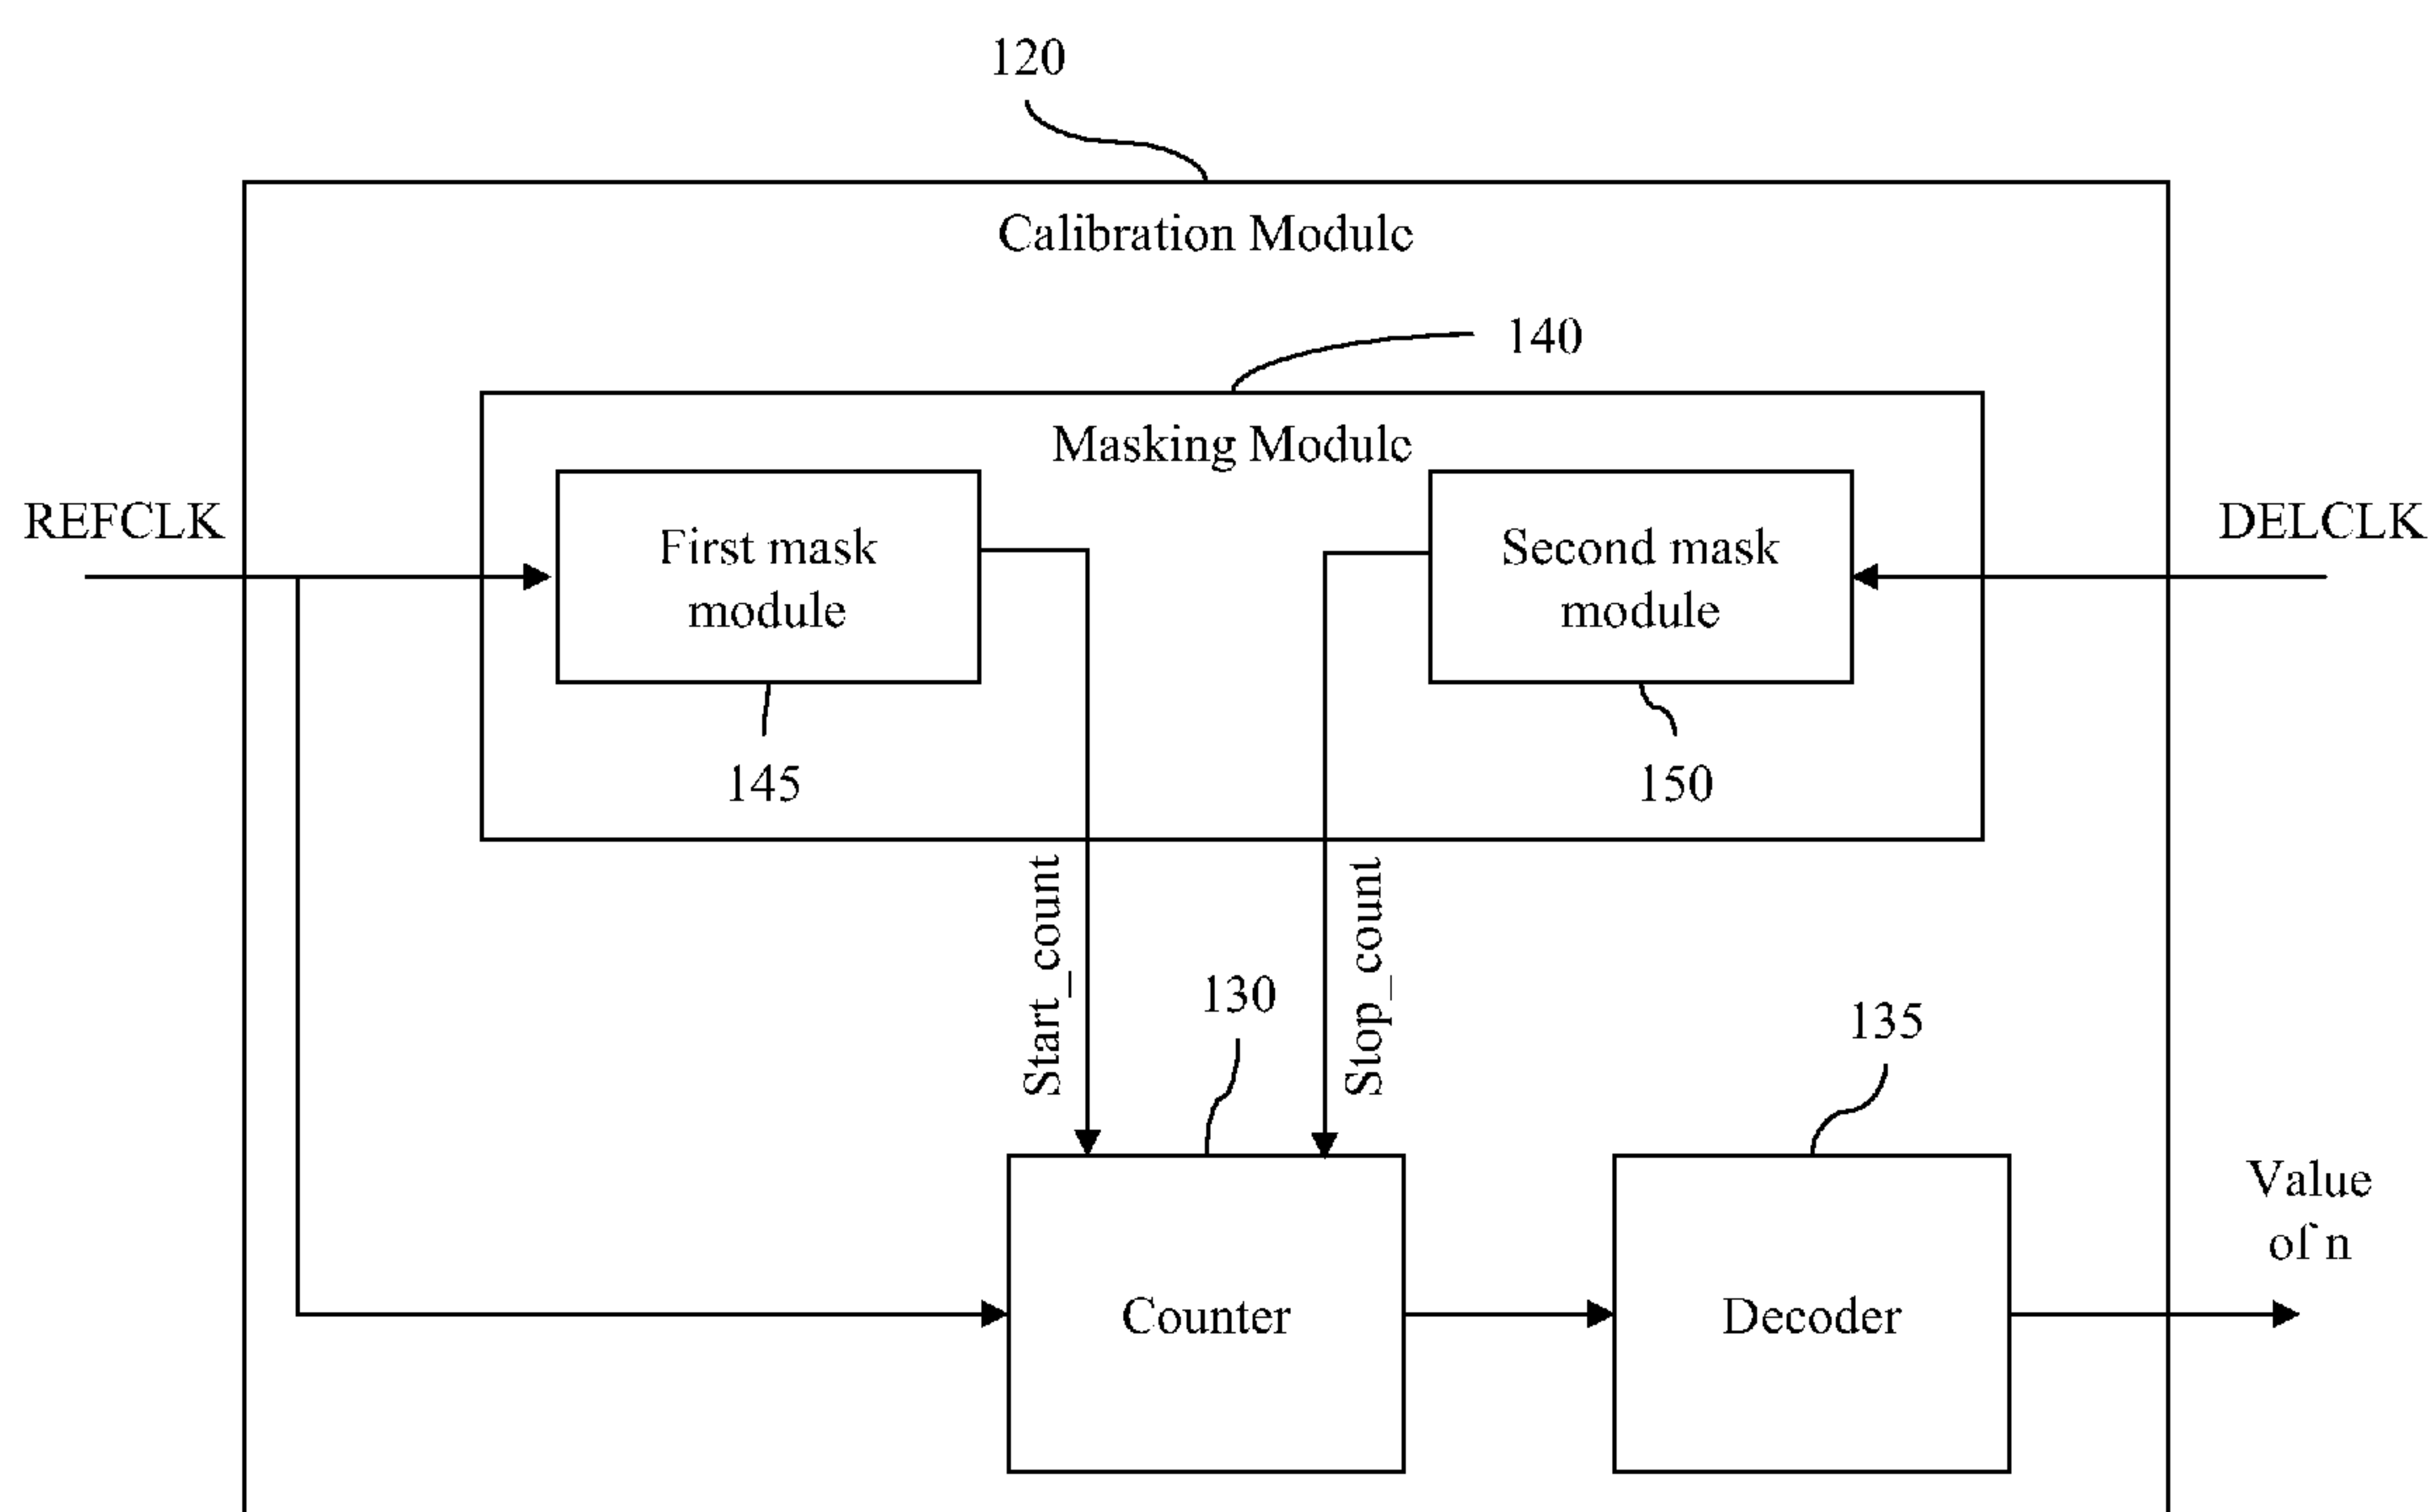 120
Calibration Module
140
Masking Module
REFCLK
First mask
module
Second mask
module
DELCLK
145
150
Start_count
Stop_count
130
135
Counter
Decoder
Value
of n